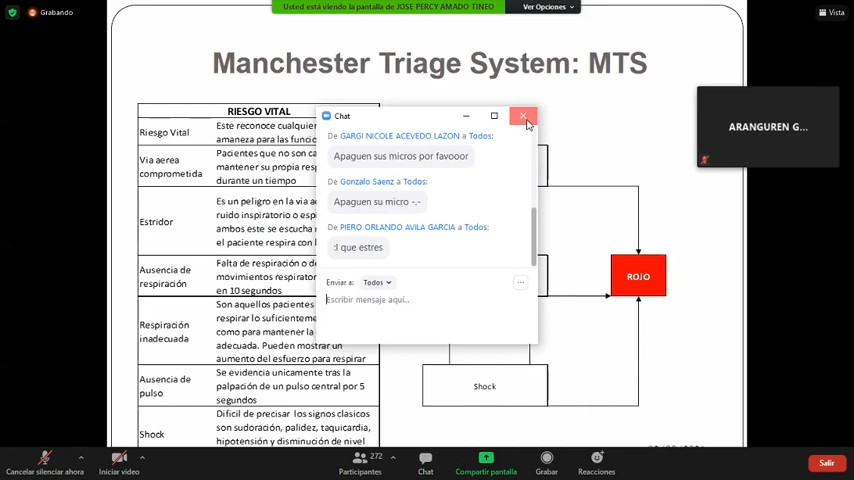 Grabando
Usted está viendo la pantalla de JOSE PERCY AMADO TINEO
Ver Opciones
Vista
Manchester Triage System: MTS
RIESGO VITAL
Riesgo Vital
Este reconoce cualquier
amaneza para las funcio
Via aerea
comprometida
Pacientes que no son ca
mantener su propia resp
durante un tiempo
Estridor
Es un peligro en la via a
ruido inspiratorio o espi
ambos este se escucha
el paciente respira con l
Ausencia de
respiración
Falta de respiración o de
movimientos respirator
en 10 segundos
Respiración
inadecuada
Son aquellos pacientes
respirar lo suficienteme
como para mantener la
adecuada. Pueden mostrar un
aumento del esfuerzo para respirar
Ausencia de
pulso
Se evidencia unicamente tras la
palpación de un pulso central por 5
segundos
Shock
Dificil de precisar los signos clasicos
son sudoración, palidez, taquicardia,
hipotensión y disminución de nivel
Chat
De GARGI NICOLE ACEVEDO LAZON a Todos:
Apaguen sus micros por favooor
De Gonzalo Saenz a Todos:
Apaguen su micro -.-
De PIERO ORLANDO AVILA GARCIA a Todos:
:l que estres
Enviar a: Todos
Escribir mensaje aquí...
ROJO
Shock
ARANGUREN G...
Cancelar silenciar ahora
Iniciar video
272
Participantes
Chat
Compartir pantalla
Grabar
Reacciones
Salir